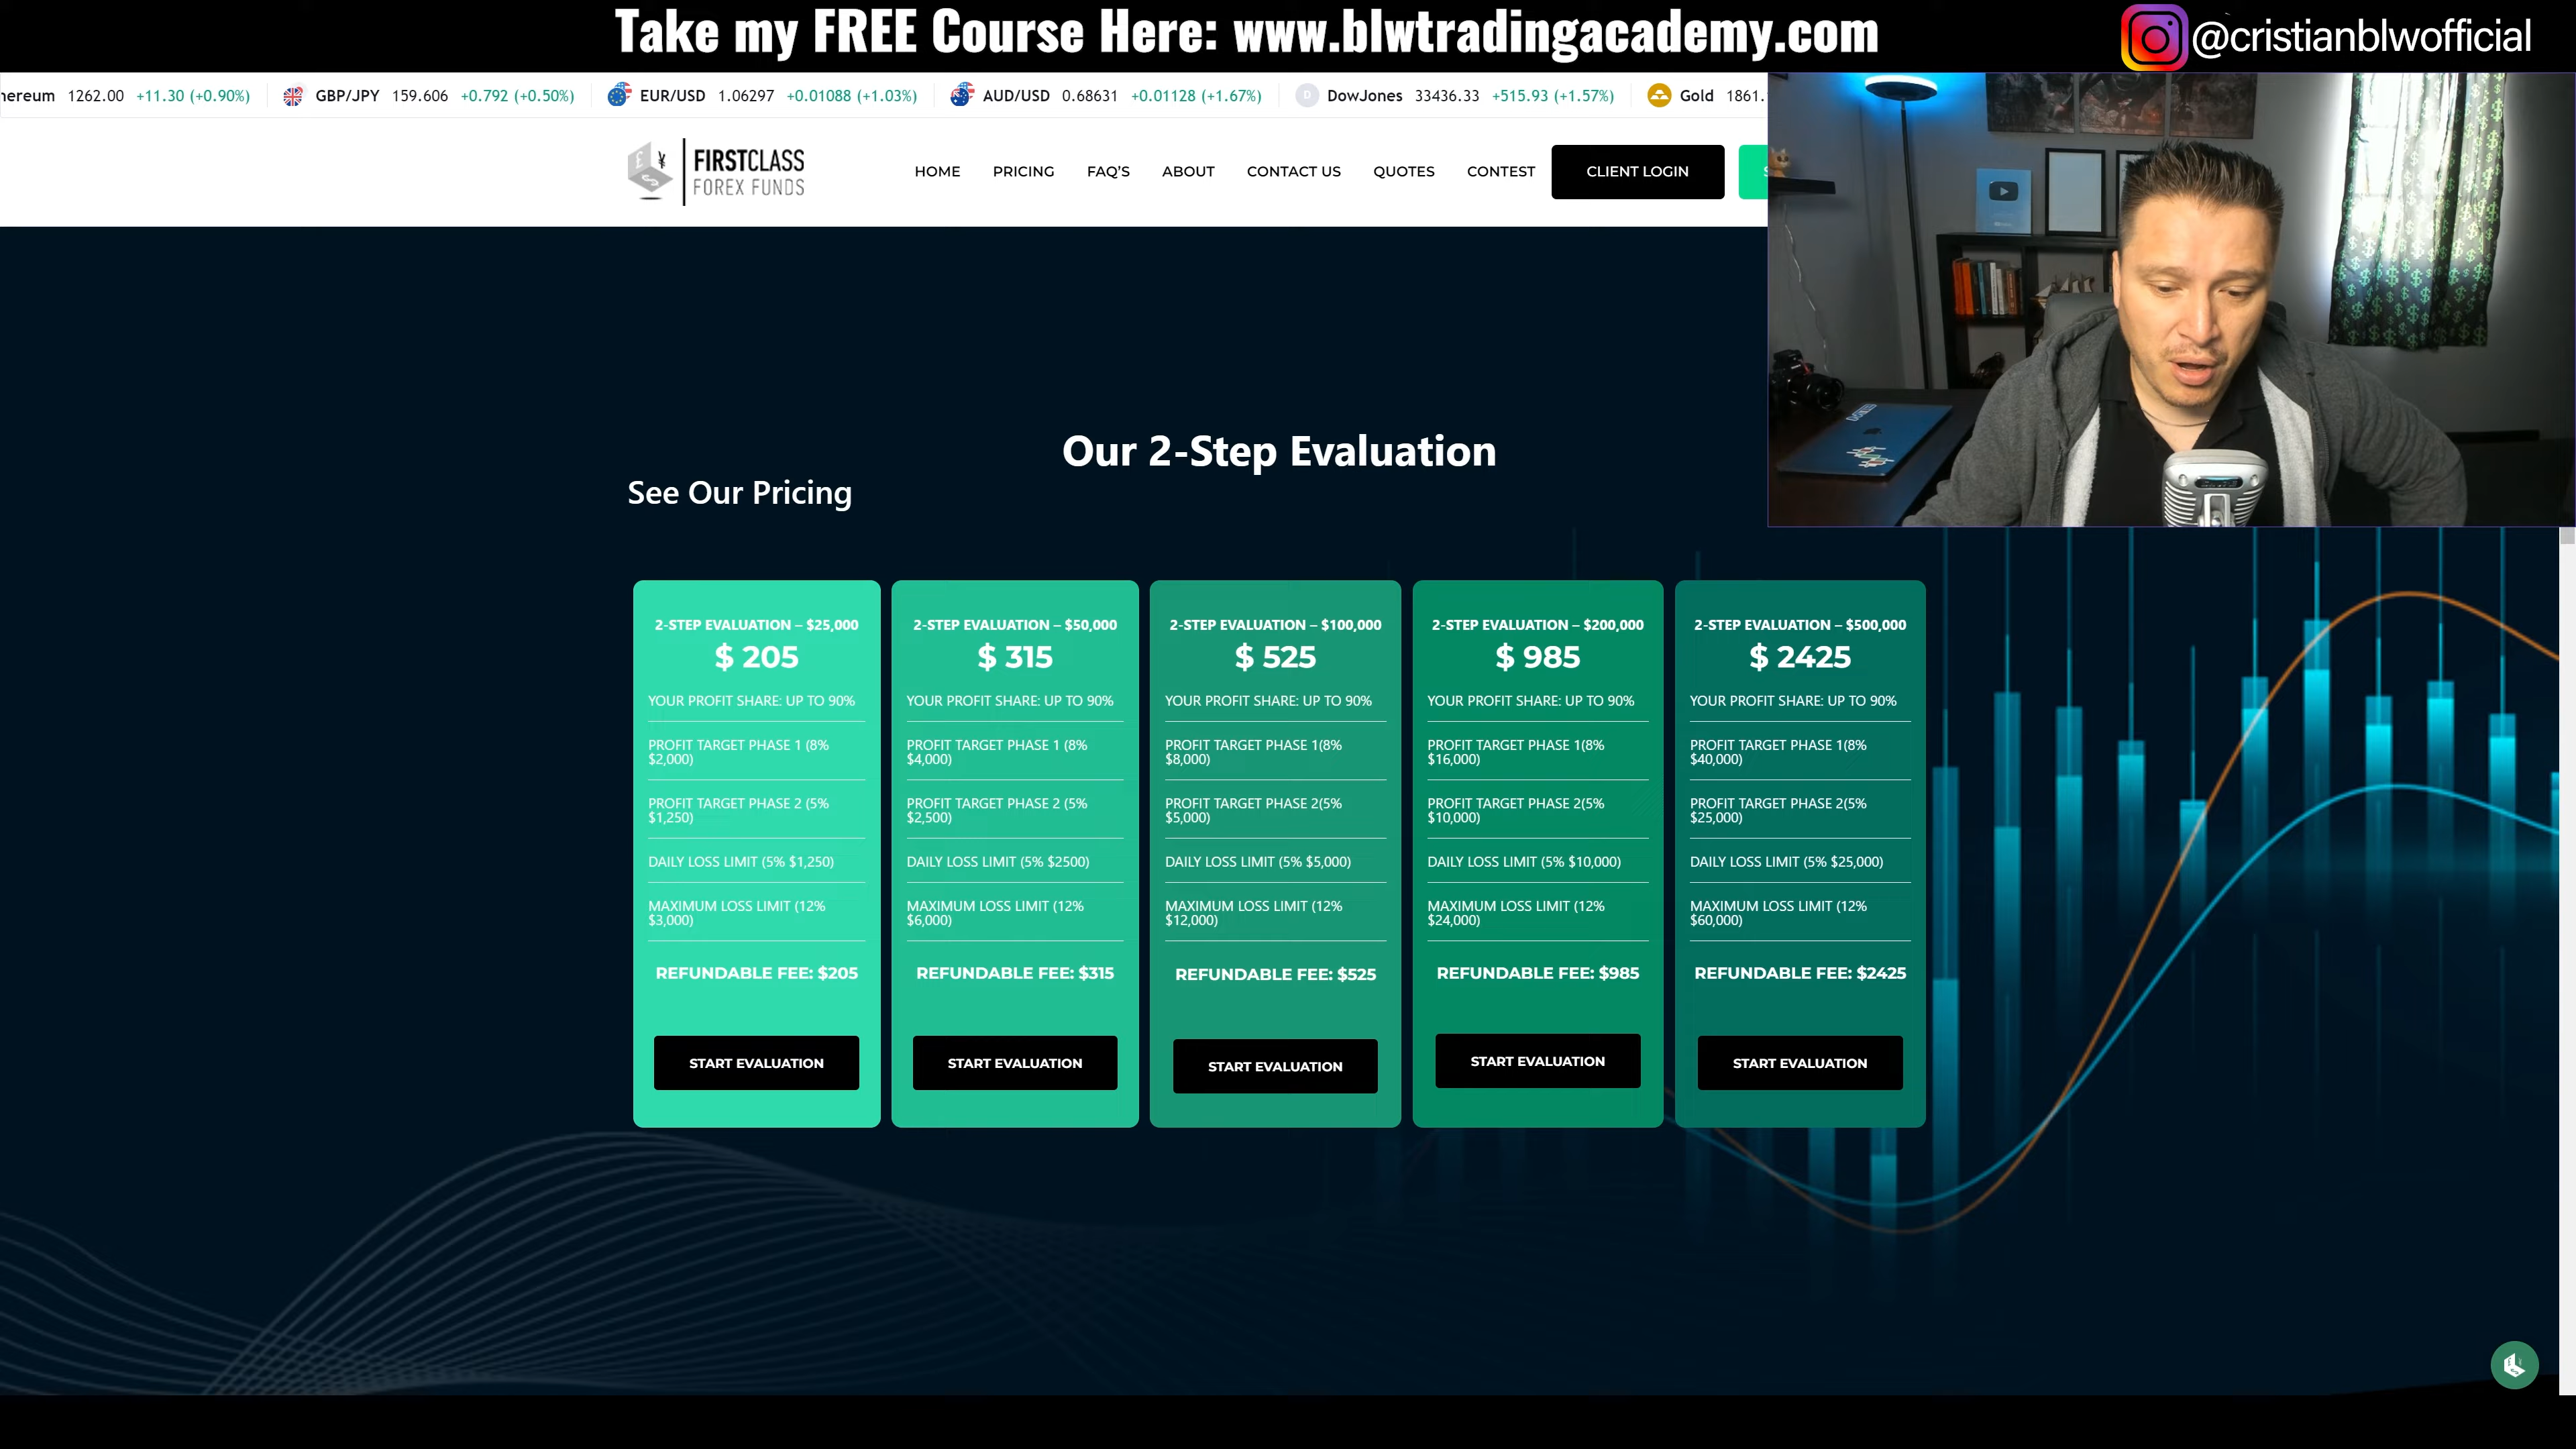 Take my FREE Course Here: www.blwtradingacademy.com
@cristianblwofficial
hereum 1262.00 +11.30 (+0.90%) GBP/JPY 159.606 +0.792 (+0.50%) EUR/USD 1.06297 +0.01088 (+1.03%) AUD/USD 0.68631 +0.01128 (+1.67%) D DowJones 33436.33 +515.93 (+1.57%) Gold 1861.
FIRSTCLASS
FOREX FUNDS
HOME PRICING FAQ'S ABOUT CONTACT US QUOTES CONTEST CLIENT LOGIN
Our 2-Step Evaluation
See Our Pricing
2-STEP EVALUATION – $25,000
$ 205
YOUR PROFIT SHARE: UP TO 90%
PROFIT TARGET PHASE 1 (8%
$2,000)
PROFIT TARGET PHASE 2 (5%
$1,250)
DAILY LOSS LIMIT (5% $1,250)
MAXIMUM LOSS LIMIT (12%
$3,000)
REFUNDABLE FEE: $205
START EVALUATION
2-STEP EVALUATION – $50,000
$ 315
YOUR PROFIT SHARE: UP TO 90%
PROFIT TARGET PHASE 1 (8%
$4,000)
PROFIT TARGET PHASE 2 (5%
$2,500)
DAILY LOSS LIMIT (5% $2500)
MAXIMUM LOSS LIMIT (12%
$6,000)
REFUNDABLE FEE: $315
START EVALUATION
2-STEP EVALUATION – $100,000
$ 525
YOUR PROFIT SHARE: UP TO 90%
PROFIT TARGET PHASE 1(8%
$8,000)
PROFIT TARGET PHASE 2(5%
$5,000)
DAILY LOSS LIMIT (5% $5,000)
MAXIMUM LOSS LIMIT (12%
$12,000)
REFUNDABLE FEE: $525
START EVALUATION
2-STEP EVALUATION – $200,000
$ 985
YOUR PROFIT SHARE: UP TO 90%
PROFIT TARGET PHASE 1(8%
$16,000)
PROFIT TARGET PHASE 2(5%
$10,000)
DAILY LOSS LIMIT (5% $10,000)
MAXIMUM LOSS LIMIT (12%
$24,000)
REFUNDABLE FEE: $985
START EVALUATION
2-STEP EVALUATION – $500,000
$ 2425
YOUR PROFIT SHARE: UP TO 90%
PROFIT TARGET PHASE 1(8%
$40,000)
PROFIT TARGET PHASE 2(5%
$25,000)
DAILY LOSS LIMIT (5% $25,000)
MAXIMUM LOSS LIMIT (12%
$60,000)
REFUNDABLE FEE: $2425
START EVALUATION